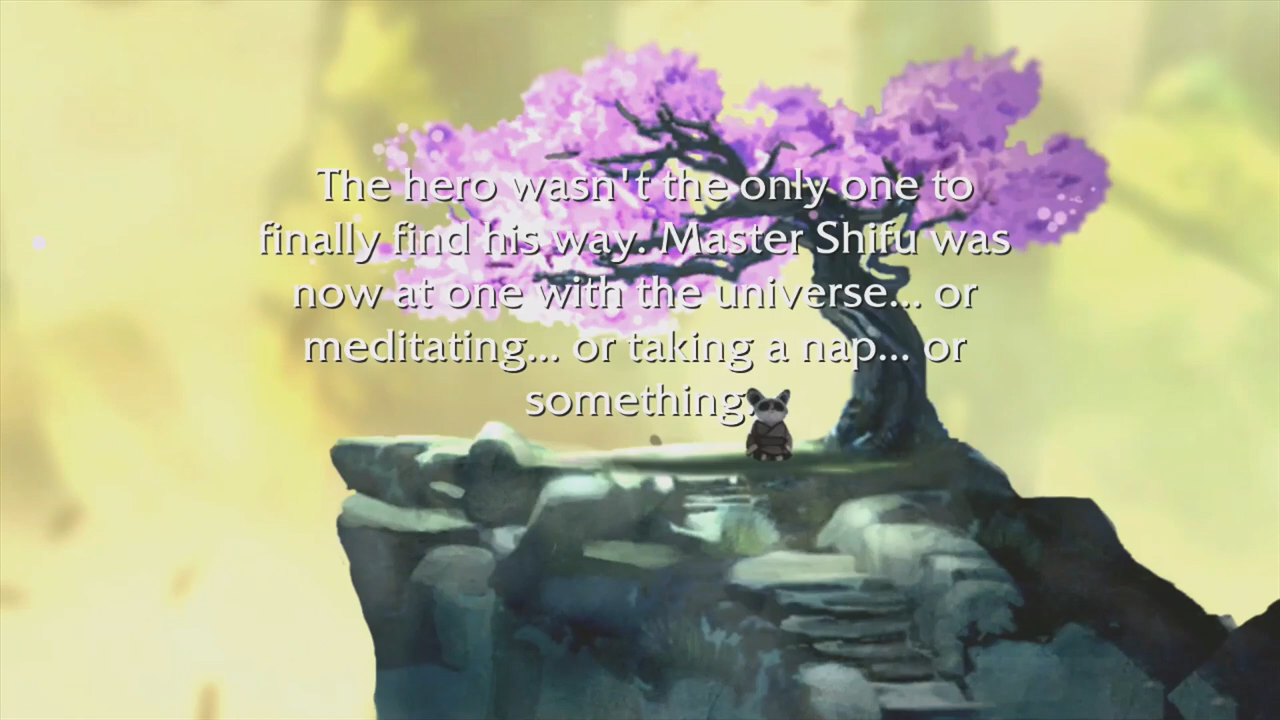 The hero wasn't the only one to
finally find his way. Master Shifu was
now at one with the universe... or
meditating... or taking a nap... or
something.